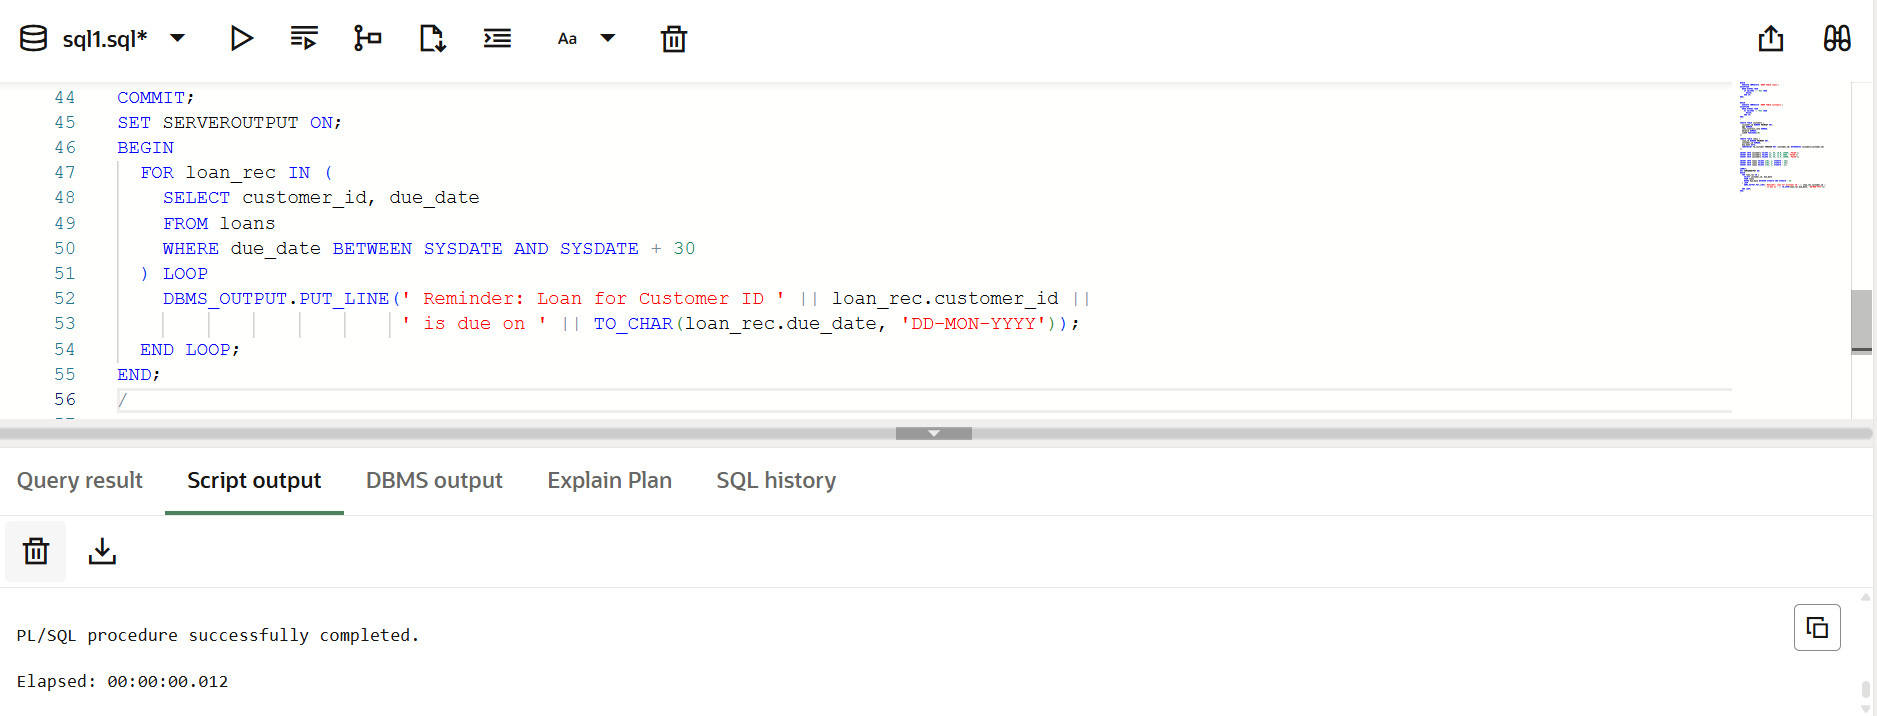 sql1.sql*
Aa
44 COMMIT;
45 SET SERVEROUTPUT ON;
46 BEGIN
47 FOR loan_rec IN (
48 SELECT customer_id, due_date
49 FROM loans
50 WHERE due_date BETWEEN SYSDATE AND SYSDATE + 30
51 ) LOOP
52 DBMS_OUTPUT.PUT_LINE(' Reminder: Loan for Customer ID ' || loan_rec.customer_id ||
53 ' is due on ' || TO_CHAR(loan_rec.due_date, 'DD-MON-YYYY'));
54 END LOOP;
55 END;
56 /
Query result Script output DBMS output Explain Plan SQL history
PL/SQL procedure successfully completed.
Elapsed: 00:00:00.012